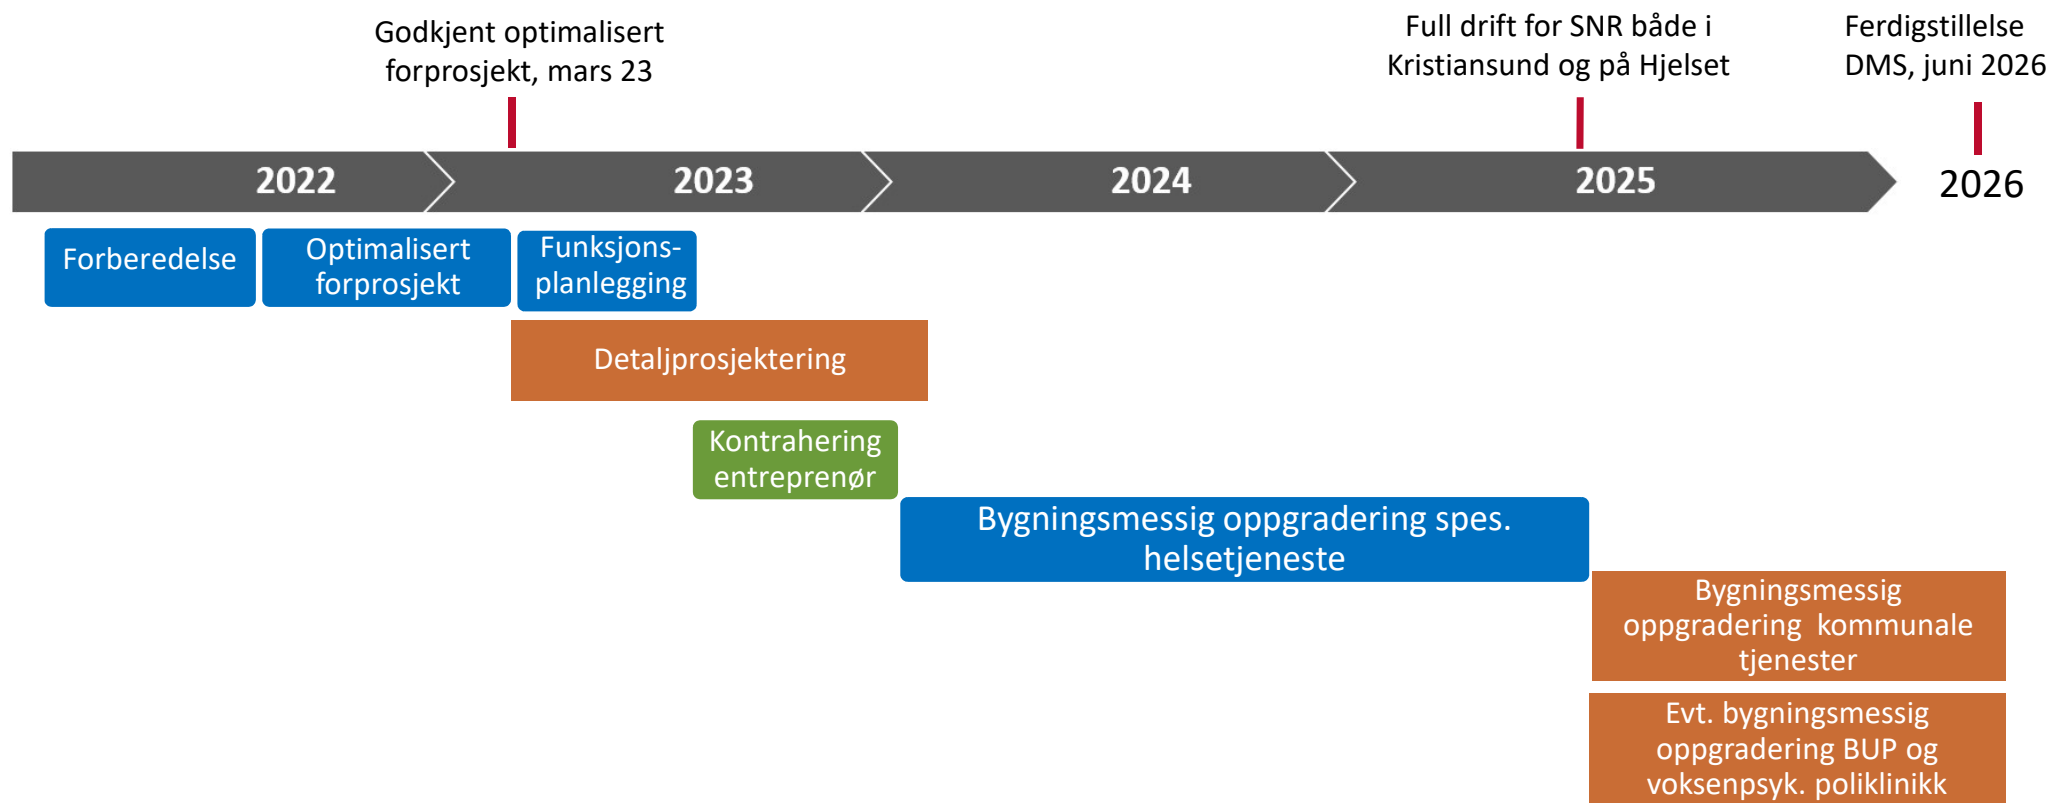 Godkjent optimalisert
forprosjekt, mars 23
Full drift for SNR både i
Kristiansund og på Hjelset
Ferdigstillelse
DMS, juni 2026
2022
2023
2024
2025
2026
Forberedelse
Optimalisert
forprosjekt
Funksjons-
planlegging
Detaljprosjektering
Kontrahering
entreprenør
Bygningsmessig oppgradering spes.
helsetjeneste
Bygningsmessig
oppgradering kommunale
tjenester
Evt. bygningsmessig
oppgradering BUP og
voksenpsyk. poliklinikk